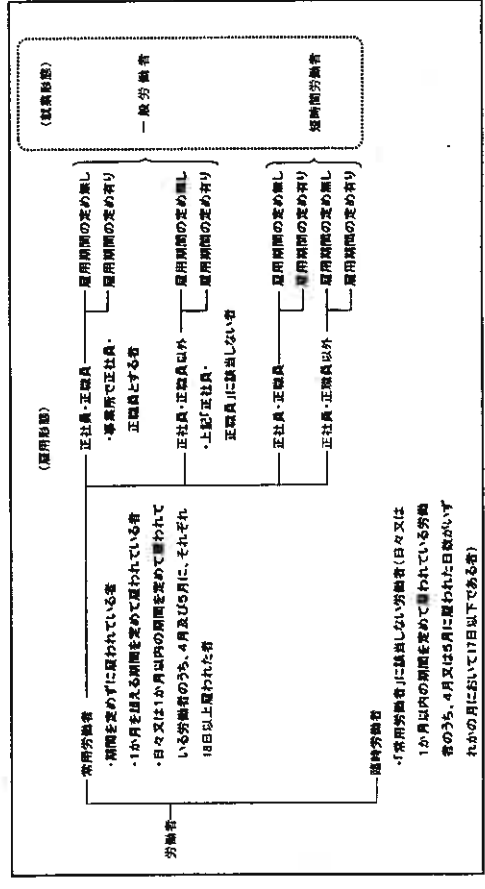 〈雇用形態〉
〈就業形態〉
労働者
常用労働者
・期間を定めずに雇われている者
・1か月を超える期間を定めて雇われている者
・日々又は1か月以内の期間を定めて雇われて
いる労働者のうち、4月及び5月に、それぞれ
18日以上雇われた者
正社員・正職員
・事業所で正社員・
正職員とする者
雇用期間の定め無し
雇用期間の定め有り
正社員・正職員以外
・上記「正社員・
正職員」に該当しない者
雇用期間の定め無し
雇用期間の定め有り
一般労働者
正社員・正職員
雇用期間の定め無し
雇用期間の定め有り
正社員・正職員以外
雇用期間の定め無し
雇用期間の定め有り
短時間労働者
臨時労働者
・「常用労働者」に該当しない労働者(日々又は
1か月以内の期間を定めて雇われている労働
者のうち、4月又は5月に雇われた日数がいず
れかの月において17日以下である者)